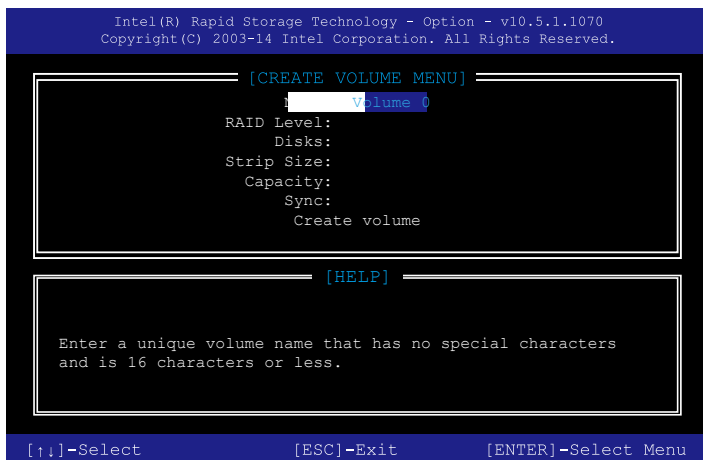 Intel(R) Rapid Storage Technology - Option - v10.5.1.1070
Copyright(C) 2003-14 Intel Corporation. All Rights Reserved.
[CREATE VOLUME MENU]
Volume 0
RAID Level:
Disks:
Strip Size:
Capacity:
Sync:
Create volume
[HELP]
Enter a unique volume name that has no special characters
and is 16 characters or less.
[↑↓]-Select [ESC]-Exit [ENTER]-Select Menu